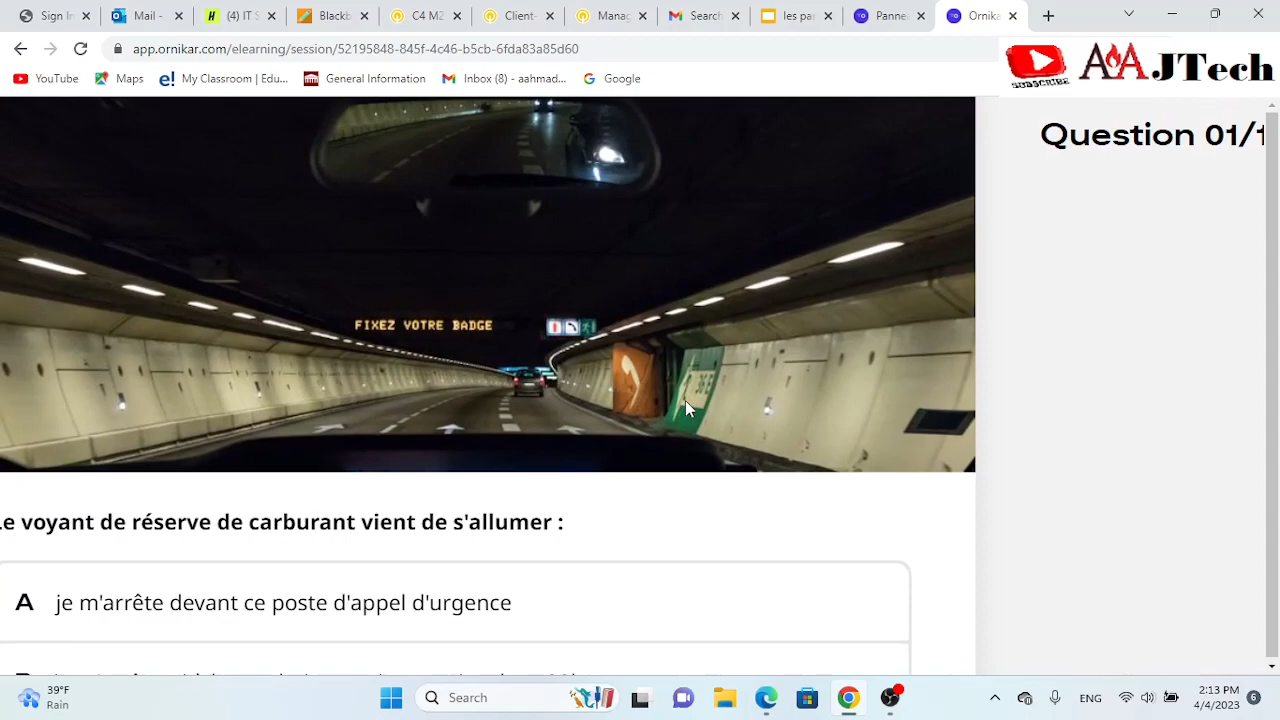 Sign in
Mail -
(4)
Blackb
C4 M2
Client-
Manag
Search
les pa
Panne
Ornika
app.ornikar.com/elearning/session/52195848-845f-4c46-b5cb-6fda83a85d60
YouTube
Maps
My Classroom | Edu...
General Information
Inbox (8) - aahmad...
Google
SUBSCRIBE
AAJTech
Question 01/1
FIXEZ VOTRE BADGE
Le voyant de réserve de carburant vient de s'allumer :
A je m'arrête devant ce poste d'appel d'urgence
39°F
Rain
Search
ENG
2:13 PM
4/4/2023
6